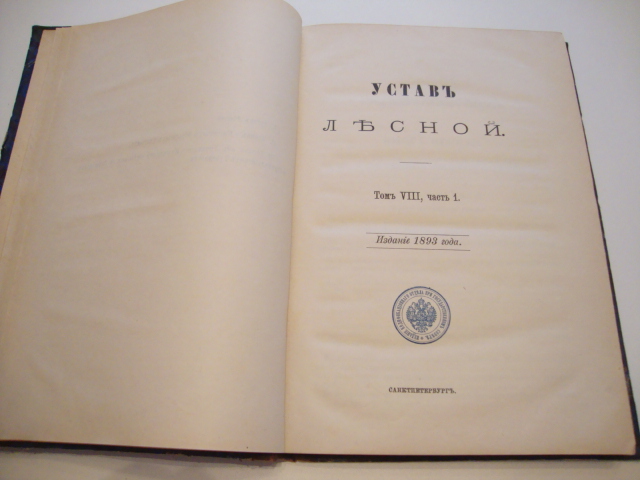 УСТАВЪ
ЛѢСНОЙ.
Томъ VIII, часть 1.
Изданіе 1893 года.
САНКТПЕТЕРБУРГЪ.